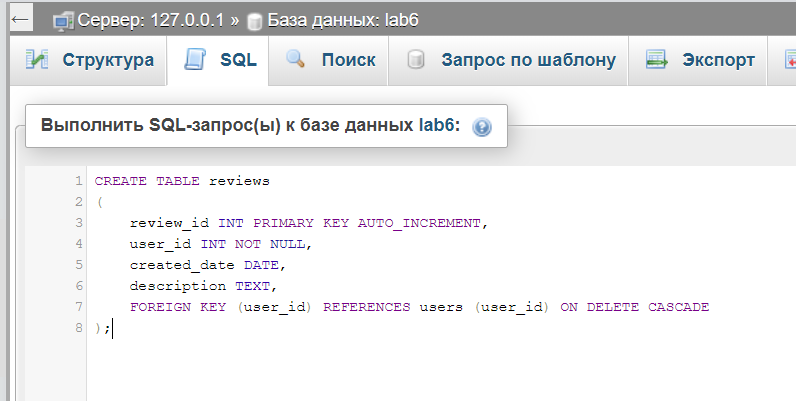 ← Сервер: 127.0.0.1 » База данных: lab6
Структура SQL Поиск Запрос по шаблону Экспорт
Выполнить SQL-запрос(ы) к базе данных lab6:
1 CREATE TABLE reviews
2 (
3 review_id INT PRIMARY KEY AUTO_INCREMENT,
4 user_id INT NOT NULL,
5 created_date DATE,
6 description TEXT,
7 FOREIGN KEY (user_id) REFERENCES users (user_id) ON DELETE CASCADE
8 );